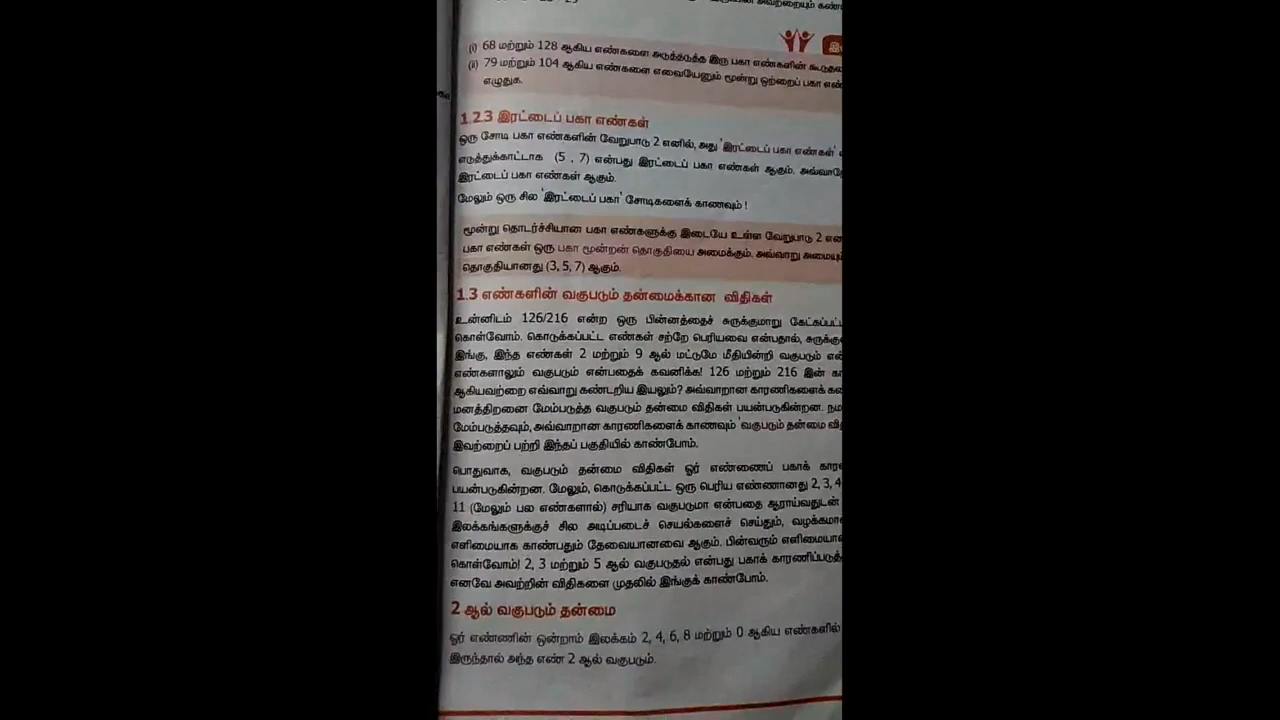 (i) 68 மற்றும் 128 ஆகிய எண்களை அடுத்தடுத்த இரு பகா எண்களின்
(ii) 79 மற்றும் 104 ஆகிய எண்களை எவையேனும் மூன்று ஒற்றைப் பகா
எழுதுக.
1.2.3 இரட்டைப் பகா எண்கள்
ஒரு சோடி பகா எண்களின் வேறுபாடு 2 எனில், அது 'இரட்டைப் பகா எண்கள்'
எடுத்துக்காட்டாக (5 , 7) என்பது இரட்டைப் பகா எண்கள் ஆகும்.
இரட்டைப் பகா எண்கள் ஆகும்.
மேலும் ஒரு சில 'இரட்டைப் பகா' சோடிகளைக் காணவும் !
மூன்று தொடர்ச்சியான பகா எண்களுக்கு இடையே உள்ள வேறுபாடு 2
பகா எண்கள் ஒரு பகா மூன்றன் தொகுதியை அமைக்கும். அவ்வாறு
தொகுதியானது (3, 5, 7) ஆகும்.
1.3 எண்களின் வகுபடும் தன்மைக்கான விதிகள்
உன்னிடம் 126/216 என்ற ஒரு பின்னத்தைச் சுருக்குமாறு
கொள்வோம். கொடுக்கப்பட்ட எண்கள் சற்றே பெரியவை என்பதால்,
இங்கு, இந்த எண்கள் 2 மற்றும் 9 ஆல் மட்டுமே மீதியின்றி வகுபடும்
எண்களாலும் வகுபடும் என்பதைக் கவனிக்க! 126 மற்றும் 216 இன்
ஆகியவற்றை எவ்வாறு கண்டறிய இயலும்? அவ்வாறான காரணிகளைக்
மனத்திறனை மேம்படுத்த வகுபடும் தன்மை விதிகள் பயன்படுகின்றன.
மேம்படுத்தவும், அவ்வாறான காரணிகளைக் காணவும் 'வகுபடும் தன்மை
இவற்றைப் பற்றி இந்தப் பகுதியில் காண்போம்.
பொதுவாக, வகுபடும் தன்மை விதிகள் ஓர் எண்ணைப் பகாக்
பயன்படுகின்றன. மேலும், கொடுக்கப்பட்ட ஒரு பெரிய எண்ணானது 2, 3, 4
11 (மேலும் பல எண்களால்) சரியாக வகுபடுமா என்பதை ஆராய்வதுடன்
இலக்கங்களுக்குச் சில அடிப்படைச் செயல்களைச் செய்தும்,
எளிமையாக காண்பதும் தேவையானவை ஆகும். பின்வரும்
கொள்வோம்! 2, 3 மற்றும் 5 ஆல் வகுபடுதல் என்பது பகாக்
எனவே அவற்றின் விதிகளை முதலில் இங்குக் காண்போம்.
2 ஆல் வகுபடும் தன்மை
ஓர் எண்ணின் ஒன்றாம் இலக்கம் 2, 4, 6, 8 மற்றும் 0 ஆகிய எண்களில்
இருந்தால் அந்த எண் 2 ஆல் வகுபடும்.